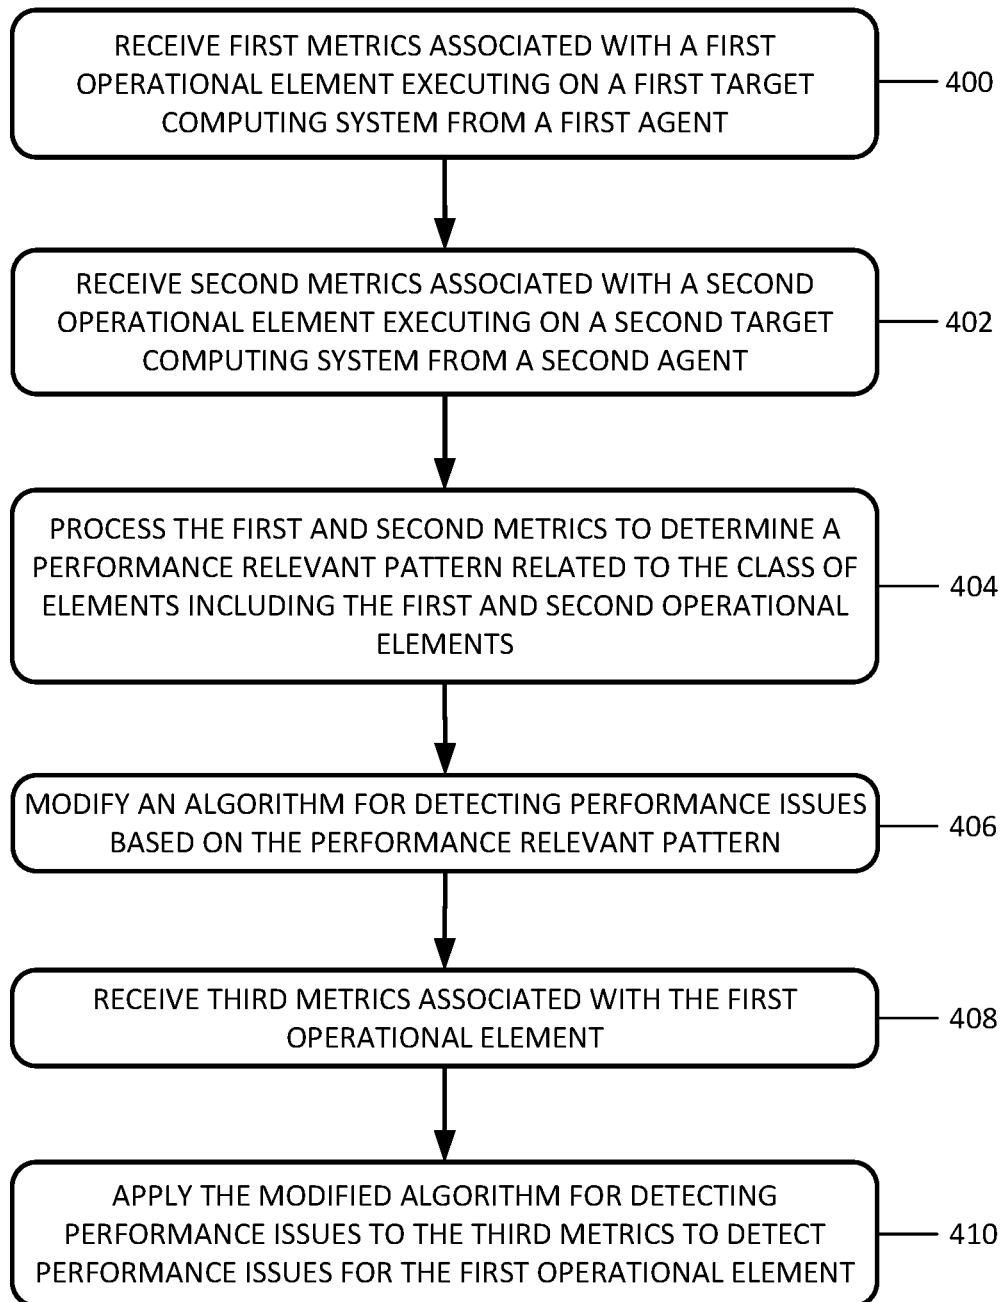 RECEIVE FIRST METRICS ASSOCIATED WITH A FIRST
OPERATIONAL ELEMENT EXECUTING ON A FIRST TARGET
COMPUTING SYSTEM FROM A FIRST AGENT
400
RECEIVE SECOND METRICS ASSOCIATED WITH A SECOND
OPERATIONAL ELEMENT EXECUTING ON A SECOND TARGET
COMPUTING SYSTEM FROM A SECOND AGENT
402
PROCESS THE FIRST AND SECOND METRICS TO DETERMINE A
PERFORMANCE RELEVANT PATTERN RELATED TO THE CLASS OF
ELEMENTS INCLUDING THE FIRST AND SECOND OPERATIONAL
ELEMENTS
404
MODIFY AN ALGORITHM FOR DETECTING PERFORMANCE ISSUES
BASED ON THE PERFORMANCE RELEVANT PATTERN
406
RECEIVE THIRD METRICS ASSOCIATED WITH THE FIRST
OPERATIONAL ELEMENT
408
APPLY THE MODIFIED ALGORITHM FOR DETECTING
PERFORMANCE ISSUES TO THE THIRD METRICS TO DETECT
PERFORMANCE ISSUES FOR THE FIRST OPERATIONAL ELEMENT
410